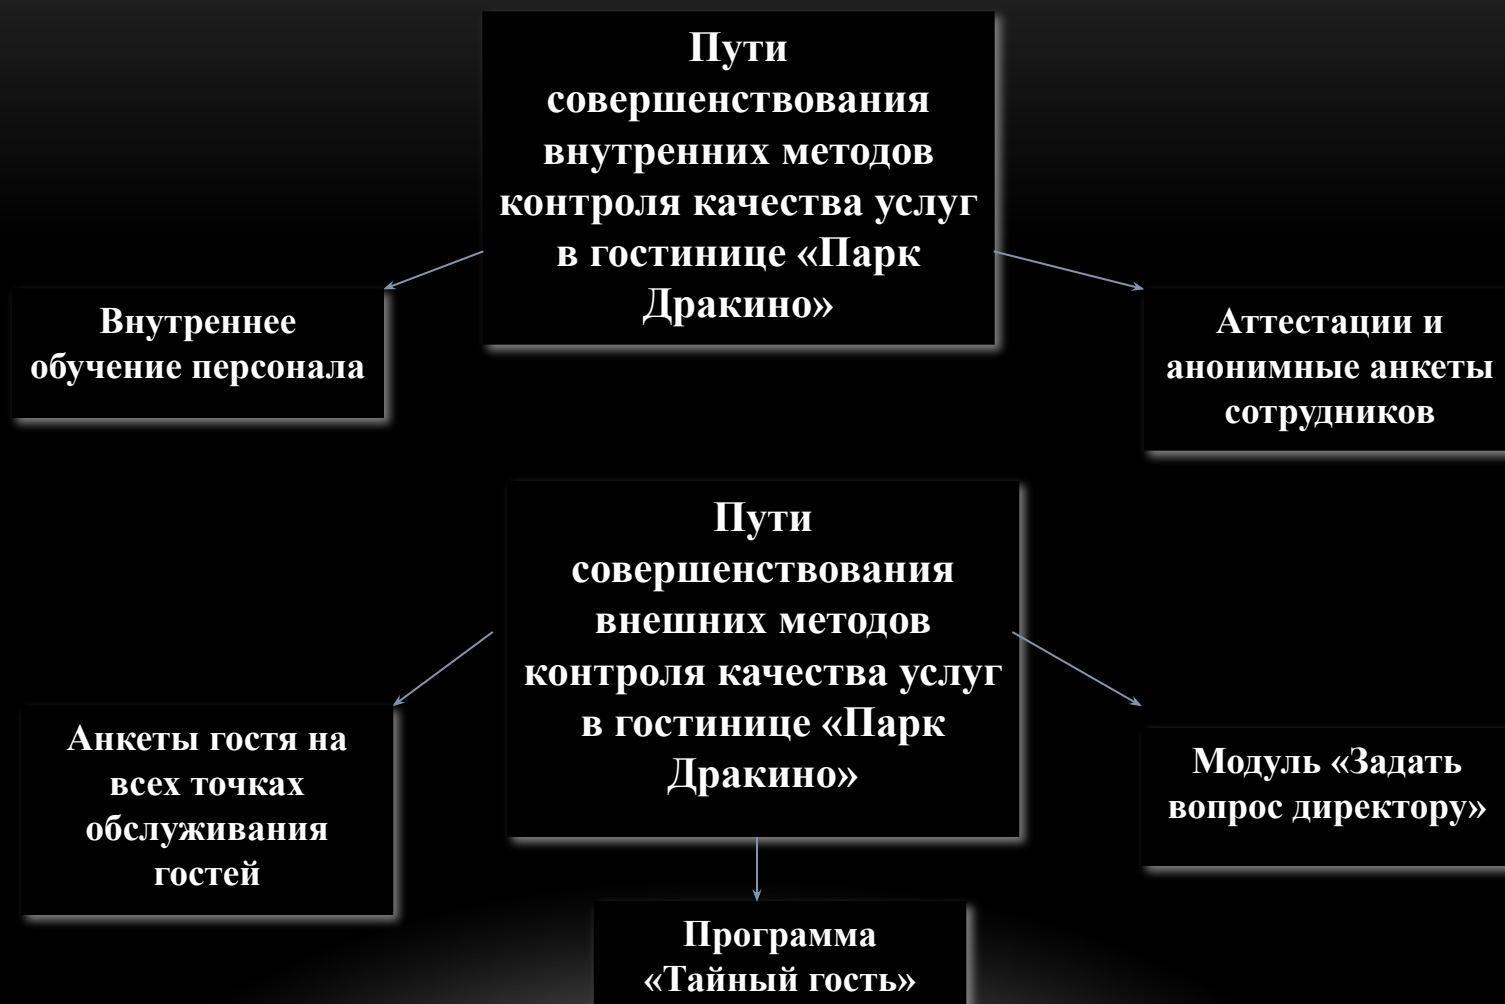 Пути
совершенствования
внутренних методов
контроля качества услуг
в гостинице «Парк
Дракино»
Внутреннее
обучение персонала
Аттестации и
анонимные анкеты
сотрудников
Пути
совершенствования
внешних методов
контроля качества услуг
в гостинице «Парк
Дракино»
Анкеты гостя на
всех точках
обслуживания
гостей
Модуль «Задать
вопрос директору»
Программа
«Тайный гость»